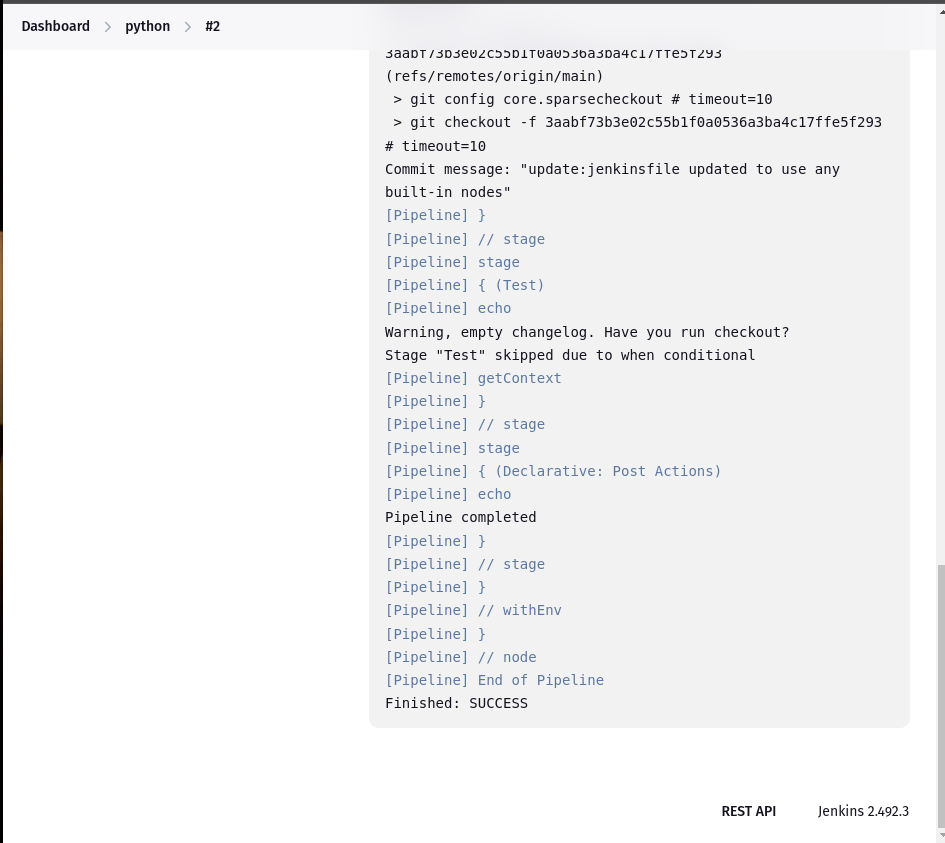 Dashboard > python > #2
3aabf73b3e02c55b1f0a0536a3ba4c17ffe5f293
(refs/remotes/origin/main)
 > git config core.sparsecheckout # timeout=10
 > git checkout -f 3aabf73b3e02c55b1f0a0536a3ba4c17ffe5f293
# timeout=10
Commit message: "update:jenkinsfile updated to use any
built-in nodes"
[Pipeline] }
[Pipeline] // stage
[Pipeline] stage
[Pipeline] { (Test)
[Pipeline] echo
Warning, empty changelog. Have you run checkout?
Stage "Test" skipped due to when conditional
[Pipeline] getContext
[Pipeline] }
[Pipeline] // stage
[Pipeline] stage
[Pipeline] { (Declarative: Post Actions)
[Pipeline] echo
Pipeline completed
[Pipeline] }
[Pipeline] // stage
[Pipeline] }
[Pipeline] // withEnv
[Pipeline] }
[Pipeline] // node
[Pipeline] End of Pipeline
Finished: SUCCESS
REST API Jenkins 2.492.3